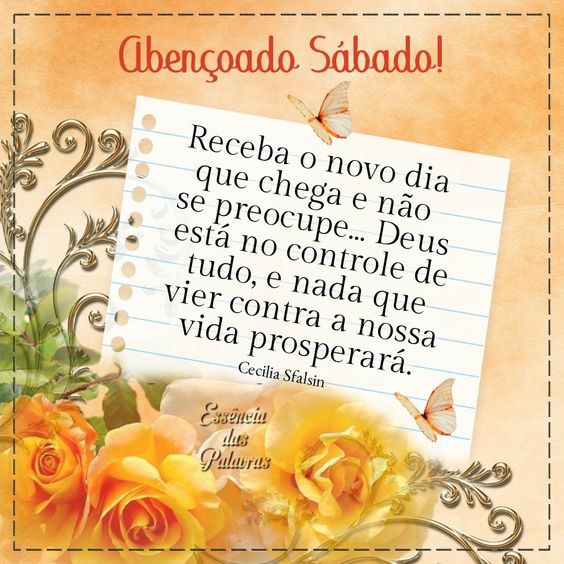 Abençoado Sábado!
Receba o novo dia
que chega e não
se preocupe... Deus
está no controle de
tudo, e nada que
vier contra a nossa
vida prosperará.
Cecilia Sfalsin
Essência
das
Palavras